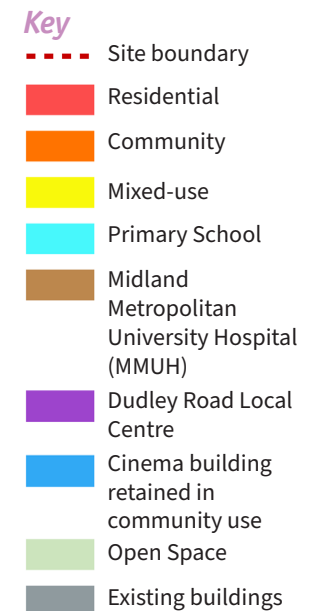 Key
Site boundary
Residential
Community
Mixed-use
Primary School
Midland
Metropolitan
University Hospital
(MMUH)
Dudley Road Local
Centre
Cinema building
retained in
community use
Open Space
Existing buildings